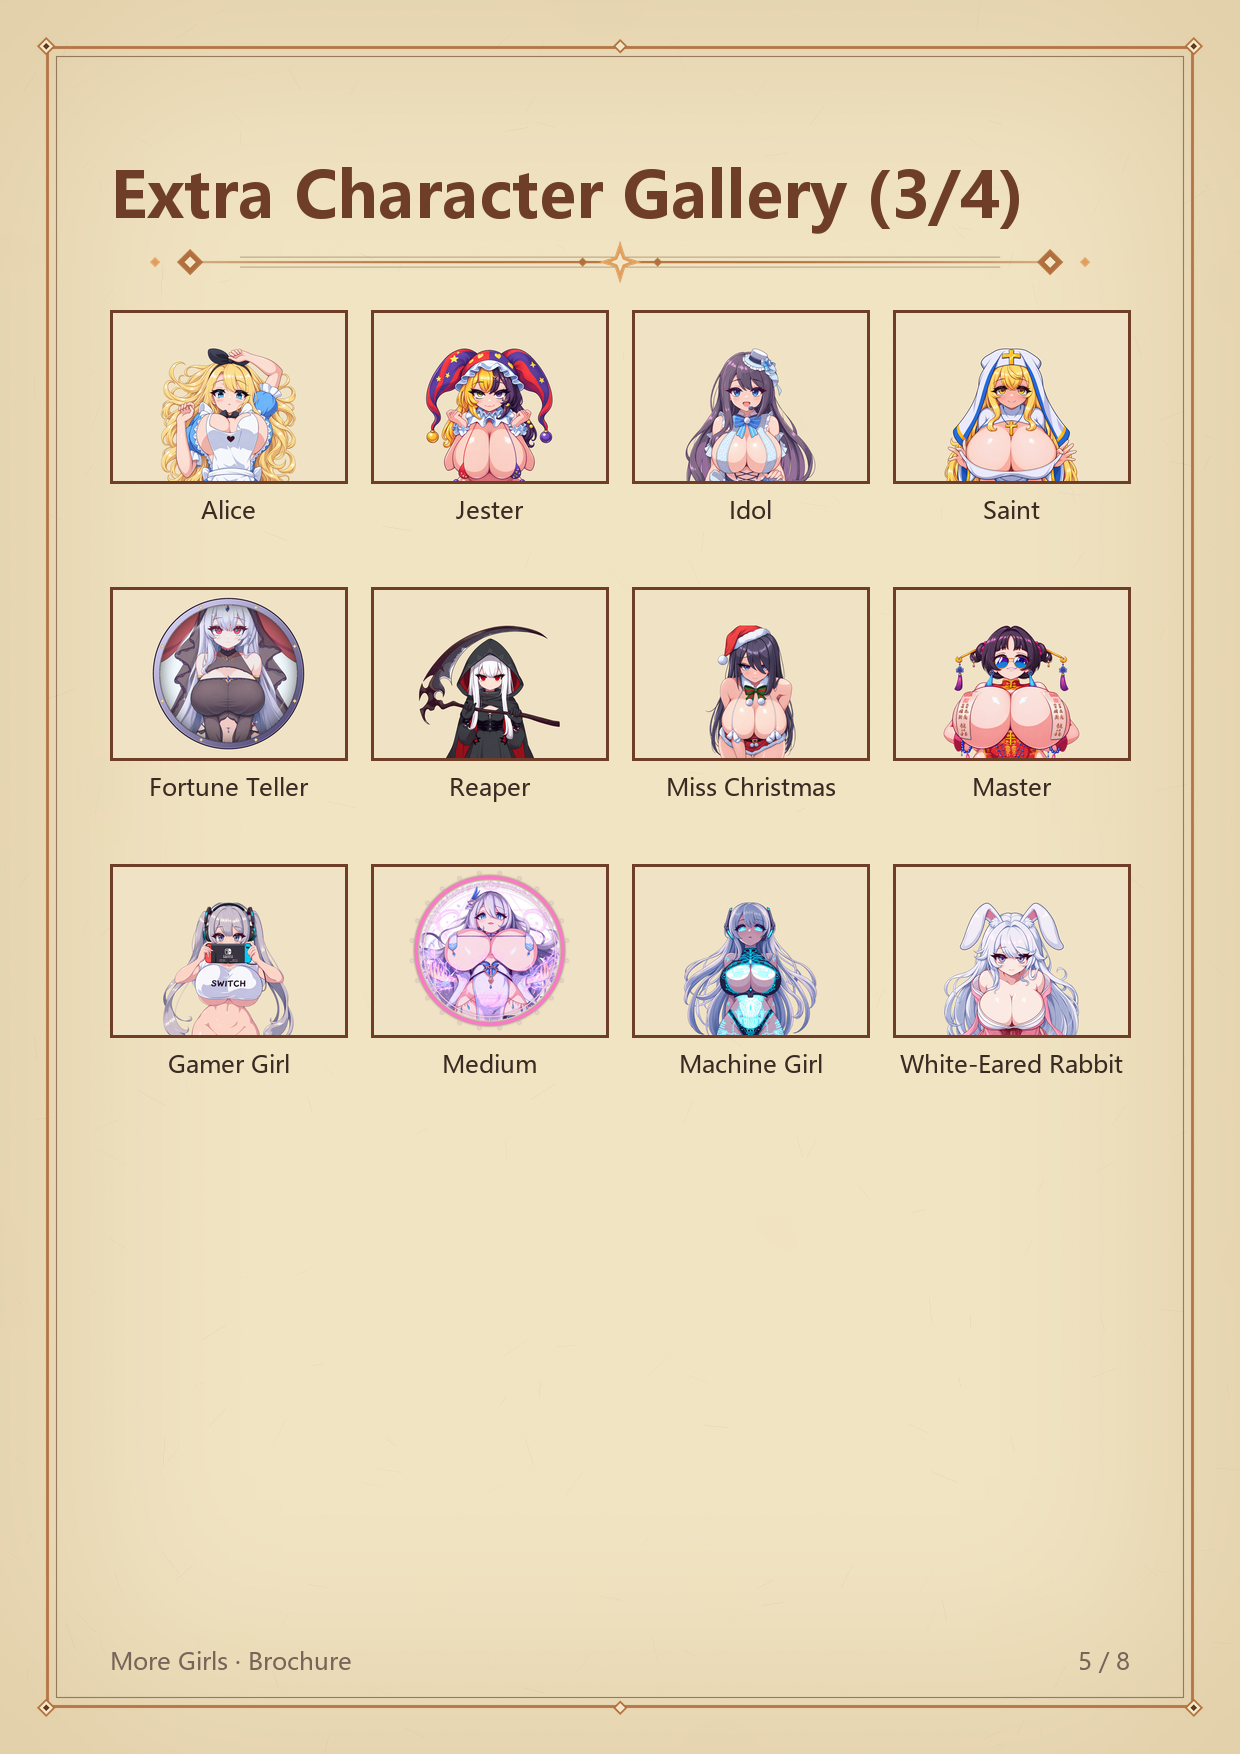 Extra Character Gallery (3/4)
Alice
Jester
Idol
Saint
Fortune Teller
Reaper
Miss Christmas
Master
SWITCH
Gamer Girl
Medium
Machine Girl
White-Eared Rabbit
More Girls · Brochure
5 / 8